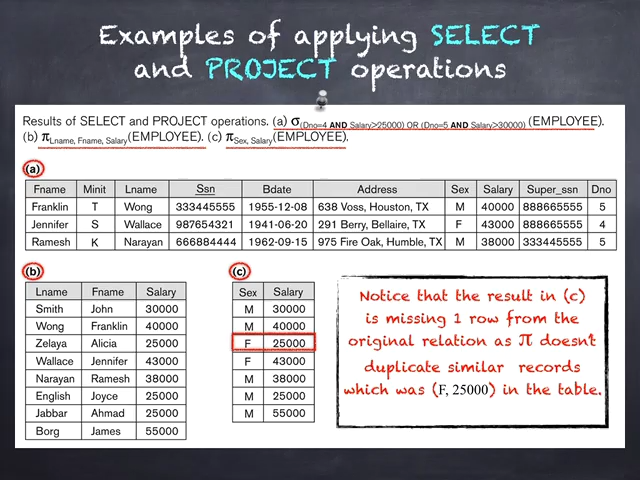 Examples of applying SELECT
and PROJECT operations
Results of SELECT and PROJECT operations. (a) σ(Dno=4 AND Salary>25000) OR (Dno=5 AND Salary>30000) (EMPLOYEE).
(b) πLname, Fname, Salary(EMPLOYEE). (c) πSex, Salary(EMPLOYEE).
(a)
Fname Minit Lname Ssn Bdate Address Sex Salary Super_ssn Dno
Franklin T Wong 333445555 1955-12-08 638 Voss, Houston, TX M 40000 888665555 5
Jennifer S Wallace 987654321 1941-06-20 291 Berry, Bellaire, TX F 43000 888665555 4
Ramesh K Narayan 666884444 1962-09-15 975 Fire Oak, Humble, TX M 38000 333445555 5
(b)
Lname Fname Salary
Smith John 30000
Wong Franklin 40000
Zelaya Alicia 25000
Wallace Jennifer 43000
Narayan Ramesh 38000
English Joyce 25000
Jabbar Ahmad 25000
Borg James 55000
(c)
Sex Salary
M 30000
M 40000
F 25000
F 43000
M 38000
M 25000
M 55000
Notice that the result in (c)
is missing 1 row from the
original relation as π doesn't
duplicate similar records
which was (F, 25000) in the table.